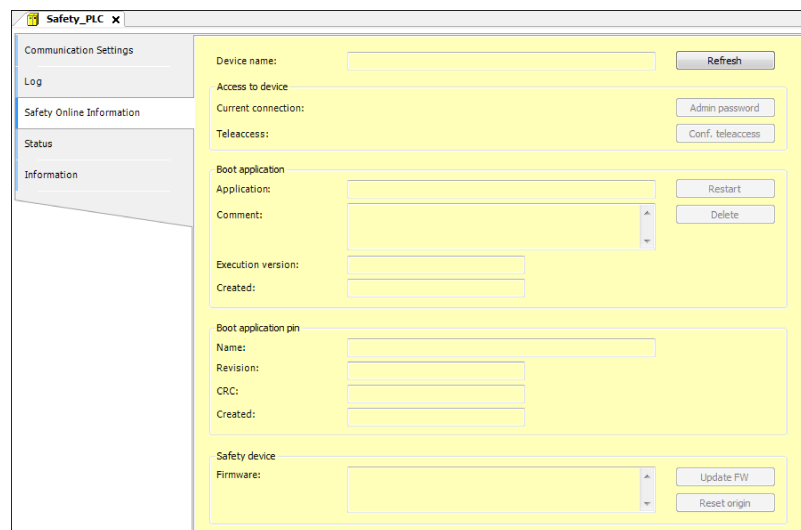 Safety_PLC
Communication Settings
Log
Safety Online Information
Status
Information
Device name:
Refresh
Access to device
Current connection:
Admin password
Teleaccess:
Conf. teleaccess
Boot application
Application:
Restart
Comment:
Delete
Execution version:
Created:
Boot application pin
Name:
Revision:
CRC:
Created:
Safety device
Firmware:
Update FW
Reset origin